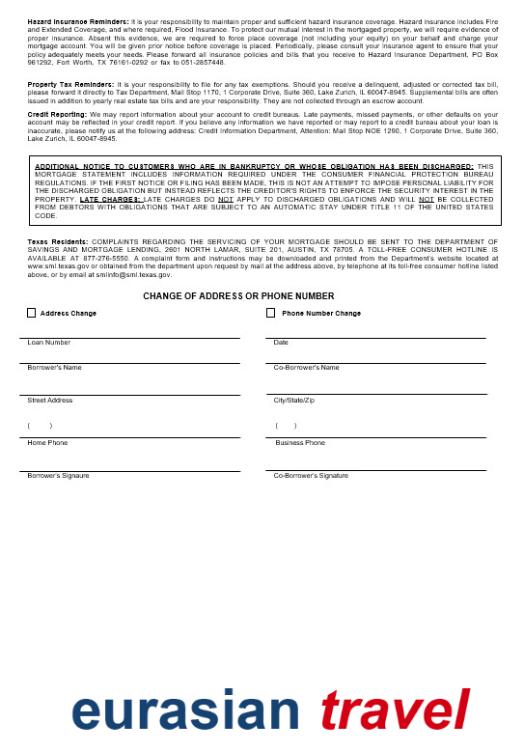 Hazard Insurance Reminders: It is your responsibility to maintain proper and sufficient hazard insurance coverage. Hazard insurance includes Fire
and Extended Coverage, and where required, Flood Insurance. To protect our mutual interest in the mortgaged property, we will require evidence of
proper insurance. Absent this evidence, we are required to force place coverage (not including your equity) on your behalf and charge your
mortgage account. You will be given prior notice before coverage is placed. Periodically, please consult your insurance agent to ensure that your
policy adequately meets your needs. Please forward all insurance policies and bills that you receive to Hazard Insurance Department, PO Box
961292, Forth Worth, TX 76161-0292 or fax to 051-2857448.
Property Tax Reminders: It is your responsibility to file for any tax exemptions. Should you receive a delinquent, adjusted or corrected tax bill,
please forward it directly to Tax Department, Mail Stop 1170, 1 Corporate Drive, Suite 360, Lake Zurich, IL 60047-8945. Supplemental bills are often
issued in addition to yearly real estate tax bills and are your responsibility. They are not collected through an escrow account.
Credit Reporting: We may report information about your account to credit bureaus. Late payments, missed payments, or other defaults on your
account may be reflected in your credit report. If you believe any information we have reported or may report to a credit bureau about your loan is
inaccurate, please notify us at the following address: Credit Information Department, Attention: Mail Stop NOE 1290, 1 Corporate Drive, Suite 360,
Lake Zurich, IL 60047-8945.
ADDITIONAL NOTICE TO CUSTOMERS WHO ARE IN BANKRUPTCY OR WHOSE OBLIGATION HAS BEEN DISCHARGED: THIS
MORTGAGE STATEMENT INCLUDES INFORMATION REQUIRED UNDER THE CONSUMER FINANCIAL PROTECTION BUREAU
REGULATIONS. IF THE FIRST NOTICE OR FILING HAS BEEN MADE, THIS IS NOT AN ATTEMPT TO IMPOSE PERSONAL LIABILITY FOR
THE DISCHARGED OBLIGATION BUT INSTEAD REFLECTS THE CREDITOR'S RIGHTS TO ENFORCE THE SECURITY INTEREST IN THE
PROPERTY. LATE CHARGES: LATE CHARGES DO NOT APPLY TO DISCHARGED OBLIGATIONS AND WILL NOT BE COLLECTED
FROM DEBTORS WITH OBLIGATIONS THAT ARE SUBJECT TO AN AUTOMATIC STAY UNDER TITLE 11 OF THE UNITED STATES
CODE.
Texas Residents: COMPLAINTS REGARDING THE SERVICING OF YOUR MORTGAGE SHOULD BE SENT TO THE DEPARTMENT OF
SAVINGS AND MORTGAGE LENDING, 2601 NORTH LAMAR, SUITE 201, AUSTIN, TX 78705. A TOLL-FREE CONSUMER HOTLINE IS
AVAILABLE AT 877-276-5550. A complaint form and instructions may be downloaded and printed from the Department's website located at
www.sml.texas.gov or obtained from the department upon request by mail at the address above, by telephone at its toll-free consumer hotline listed
above, or by email at smlinfo@sml.texas.gov.
CHANGE OF ADDRESS OR PHONE NUMBER
Address Change Phone Number Change
Loan Number Date
Borrower's Name Co-Borrower's Name
Street Address City/State/Zip
( ) ( )
Home Phone Business Phone
Borrower's Signaure Co-Borrower's Signature
eurasian travel